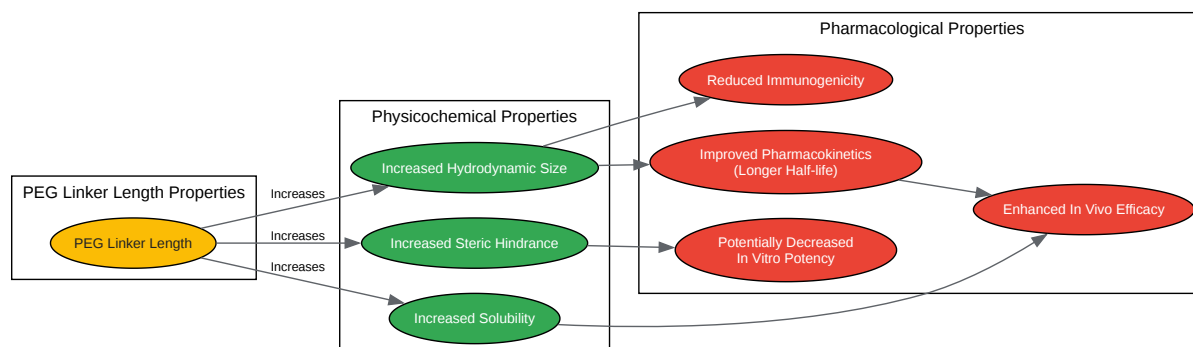 PEG Linker Length Properties
PEG Linker Length
Increases
Increases
Increases
Physicochemical Properties
Increased Hydrodynamic Size
Increased Steric Hindrance
Increased Solubility
Pharmacological Properties
Reduced Immunogenicity
Improved Pharmacokinetics
(Longer Half-life)
Potentially Decreased
In Vitro Potency
Enhanced In Vivo Efficacy